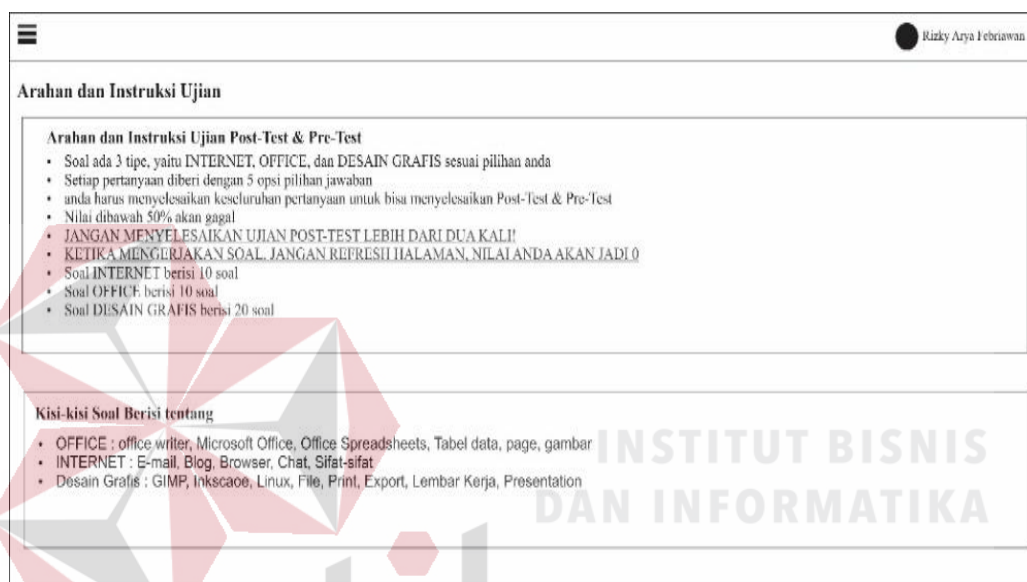 Rizky Arya Febriawan
Arahan dan Instruksi Ujian
Arahan dan Instruksi Ujian Post-Test & Pre-Test
• Soal ada 3 tipe, yaitu INTERNET, OFFICE, dan DESAIN GRAFIS sesuai pilihan anda
• Setiap pertanyaan diberi dengan 5 opsi pilihan jawaban
• anda harus menyelesaikan keseluruhan pertanyaan untuk bisa menyelesaikan Post-Test & Pre-Test
• Nilai dibawah 50% akan gagal
• JANGAN MENYELESAIKAN UJIAN POST-TEST LEBIH DARI DUA KALI!
• KETIKA MENGERJAKAN SOAL, JANGAN REFRESH HALAMAN, NILAI ANDA AKAN JADI 0
• Soal INTERNET berisi 10 soal
• Soal OFFICE berisi 10 soal
• Soal DESAIN GRAFIS berisi 20 soal
Kisi-kisi Soal Berisi tentang
• OFFICE : office writer, Microsoft Office, Office Spreadsheets, Tabel data, page, gambar
• INTERNET : E-mail, Blog, Browser, Chat, Sifat-sifat
• Desain Grafis : GIMP, Inkscaoe, Linux, File, Print, Export, Lembar Kerja, Presentation
INSTITUT BISNIS
DAN INFORMATIKA